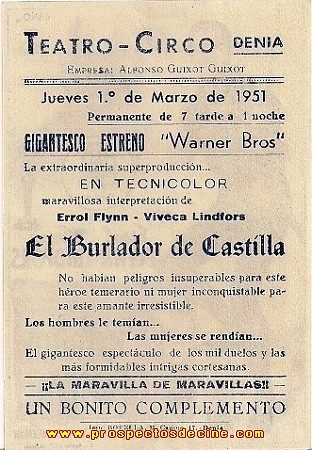 TEATRO-CIRCO DENIA
EMPRESA: ALFONSO GUIXOT GUIXOT
Jueves 1.º de Marzo de 1951
Permanente de 7 tarde a 1 noche
GIGANTESCO ESTRENO "Warner Bros"
La extraordinaria superproducción...
EN TECNICOLOR
maravillosa interpretación de
Errol Flynn - Viveca Lindfors
El Burlador de Castilla
No habían peligros insuperables para este
héroe temerario ni mujer inconquistable pa-
ra este amante irresistible.
Los hombres le temían...
Las mujeres se rendían...
El gigantesco espectáculo de los mil duelos y las
más formidables intrigas cortesanas.
¡¡LA MARAVILLA DE MARAVILLAS!!
UN BONITO COMPLEMENTO
Denia
www.prospectosdecine.com